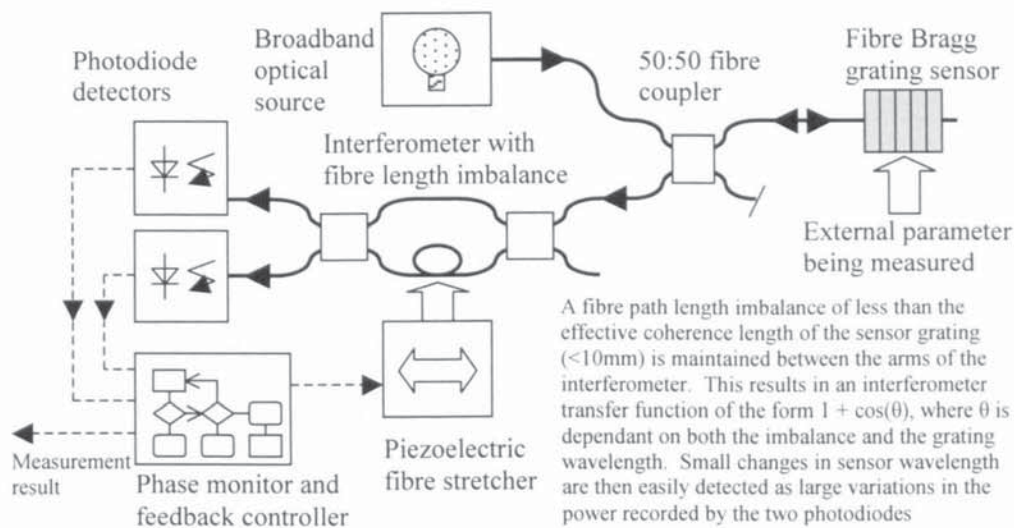 Photodiode
detectors
Broadband
optical
source
50:50 fibre
coupler
Fibre Bragg
grating sensor
Interferometer with
fibre length imbalance
External parameter
being measured
A fibre path length imbalance of less than the
effective coherence length of the sensor grating
(<10mm) is maintained between the arms of the
interferometer. This results in an interferometer
transfer function of the form 1 + cos(θ), where θ is
dependant on both the imbalance and the grating
wavelength. Small changes in sensor wavelength
are then easily detected as large variations in the
power recorded by the two photodiodes
Measurement
result
Phase monitor and
feedback controller
Piezoelectric
fibre stretcher